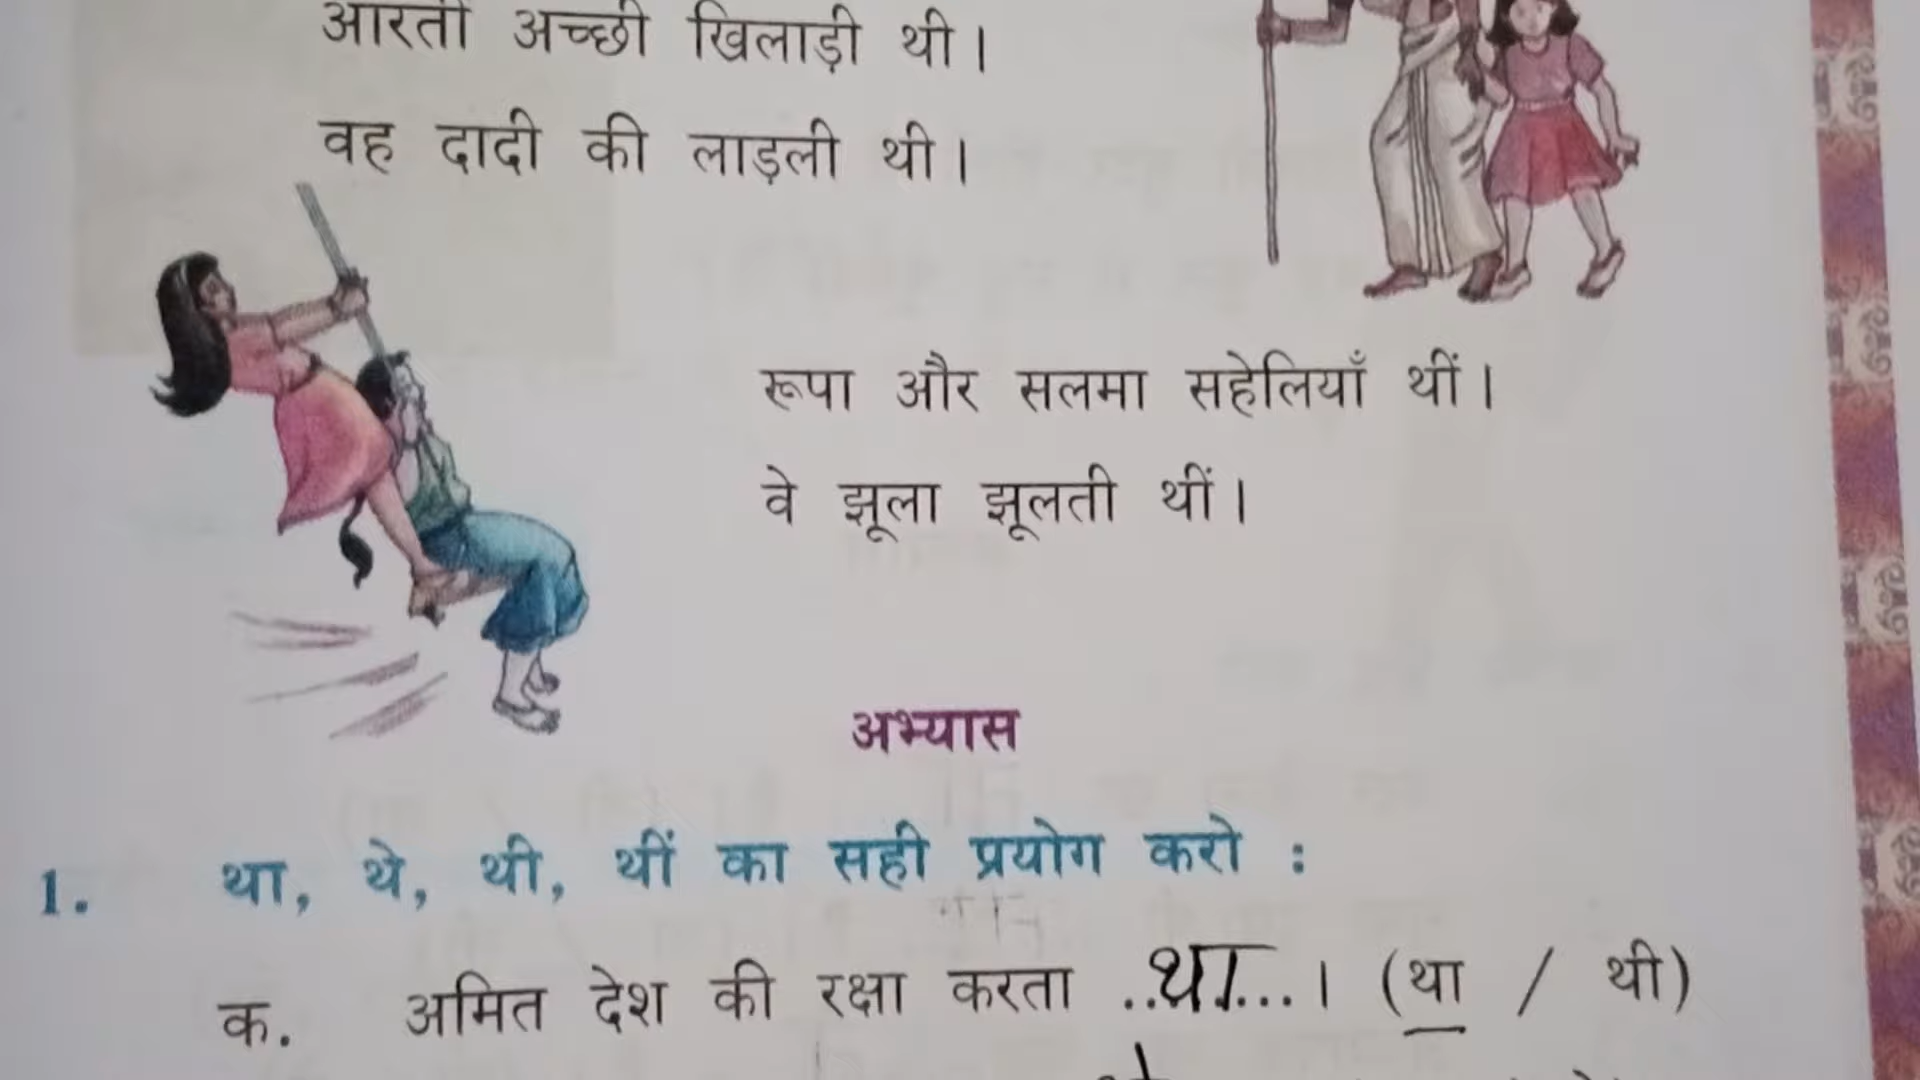 आरती अच्छी खिलाड़ी थी।
वह दादी की लाड़ली थी।
रूपा और सलमा सहेलियाँ थीं।
वे झूला झूलती थीं।
अभ्यास
1. था, थे, थी, थीं का सही प्रयोग करो :
क. अमित देश की रक्षा करता ..था...। (था / थी)